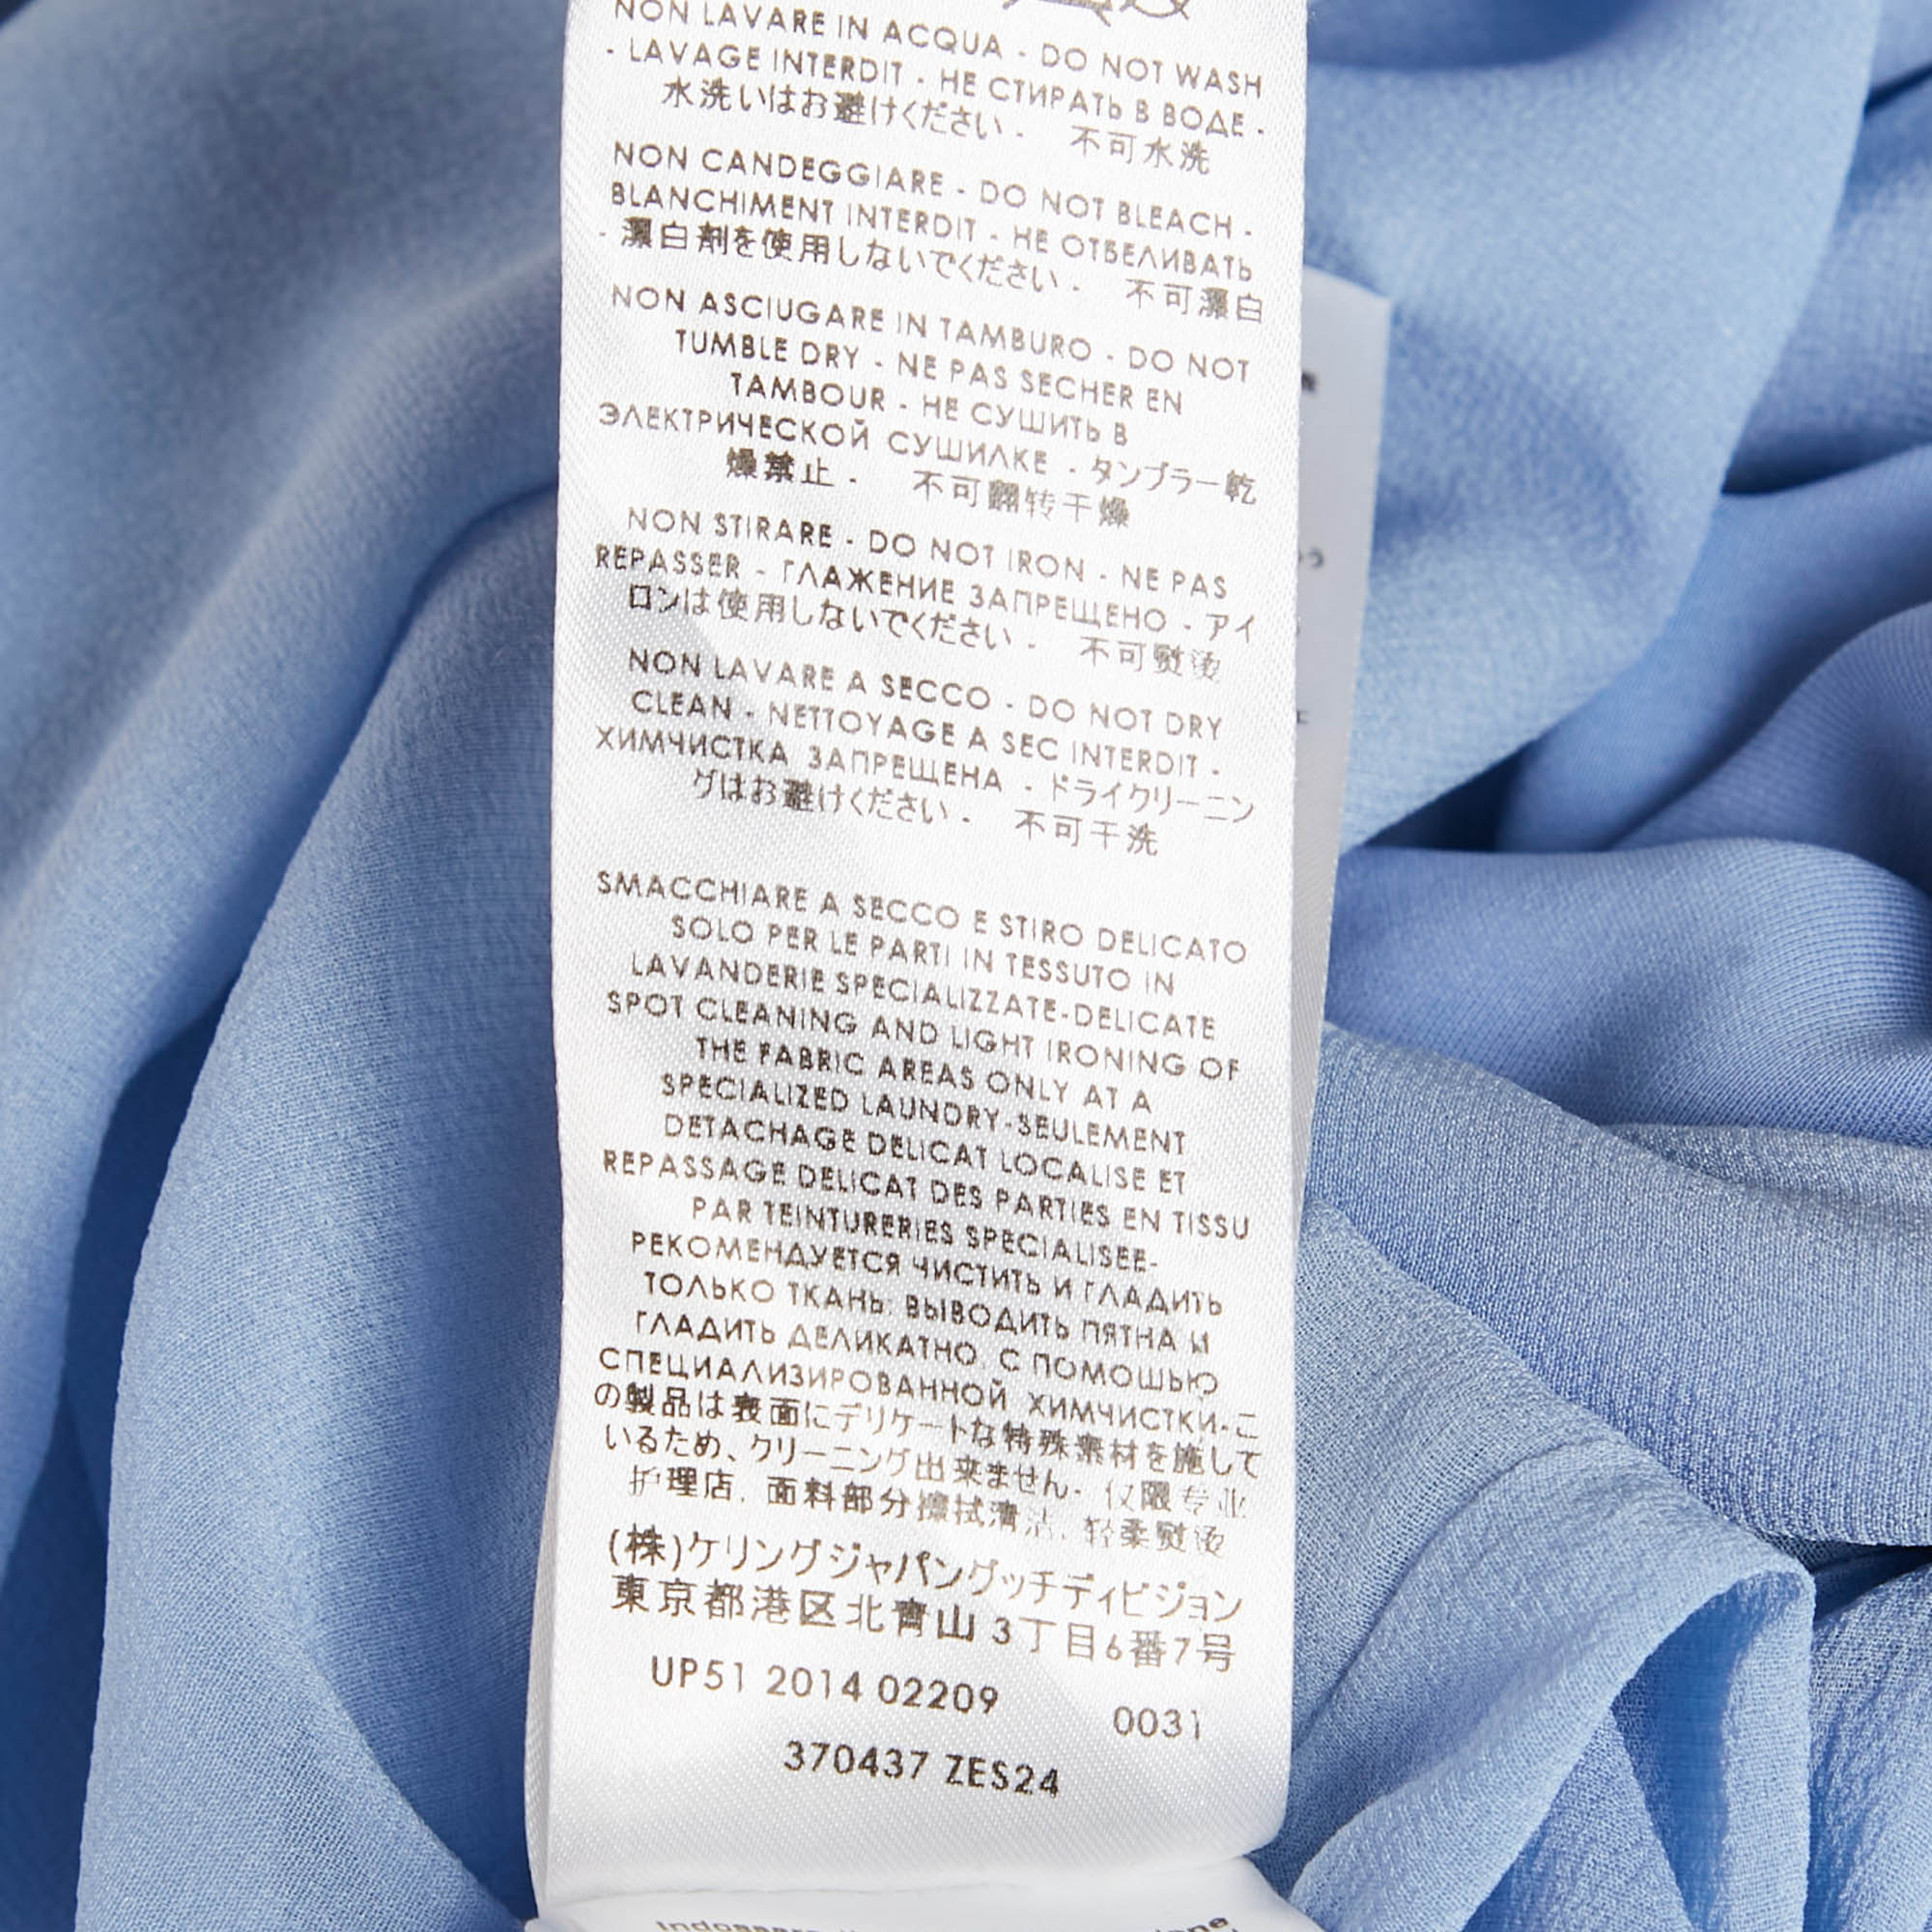 NON LAVARE IN ACQUA - DO NOT WASH
- LAVAGE INTERDIT - НЕ СТИРАТЬ В ВОДЕ -
水洗いはお避けください - 不可水洗
NON CANDEGGIARE - DO NOT BLEACH -
BLANCHIMENT INTERDIT - НЕ ОТБЕЛИВАТЬ
- 漂白剤を使用しないでください - 不可漂白
NON ASCIUGARE IN TAMBURO - DO NOT
TUMBLE DRY - NE PAS SECHER EN
TAMBOUR - НЕ СУШИТЬ В
ЭЛЕКТРИЧЕСКОЙ СУШИЛКЕ - タンブラー乾
燥禁止 - 不可翻转干燥
NON STIRARE - DO NOT IRON - NE PAS
REPASSER - ГЛАЖЕНИЕ ЗАПРЕЩЕНО - アイ
ロンは使用しないでください - 不可熨烫
NON LAVARE A SECCO - DO NOT DRY
CLEAN - NETTOYAGE A SEC INTERDIT -
ХИМЧИСТКА ЗАПРЕЩЕНА - ドライクリーニン
グはお避けください - 不可干洗
SMACCHIARE A SECCO E STIRO DELICATO
SOLO PER LE PARTI IN TESSUTO IN
LAVANDERIE SPECIALIZZATE-DELICATE
SPOT CLEANING AND LIGHT IRONING OF
THE FABRIC AREAS ONLY AT A
SPECIALIZED LAUNDRY-SEULEMENT
DETACHAGE DELICAT LOCALISE ET
REPASSAGE DELICAT DES PARTIES EN TISSU
PAR TEINTURERIES SPECIALISEE-
РЕКОМЕНДУЕТСЯ ЧИСТИТЬ И ГЛАДИТЬ
ТОЛЬКО ТКАНЬ: ВЫВОДИТЬ ПЯТНА И
ГЛАДИТЬ ДЕЛИКАТНО, С ПОМОШЬЮ
СПЕЦИАЛИЗИРОВАННОЙ ХИМЧИСТКИ-こ
の製品は表面にデリケートな特殊素材を施して
いるため、クリーニング出来ません- 仅限专业
护理店, 面料部分擦拭清洁, 轻柔熨烫
(株)ケリングジャパングッチディビジョン
東京都港区北青山 3丁目6番7号
UP51 2014 02209 0031
370437 ZES24